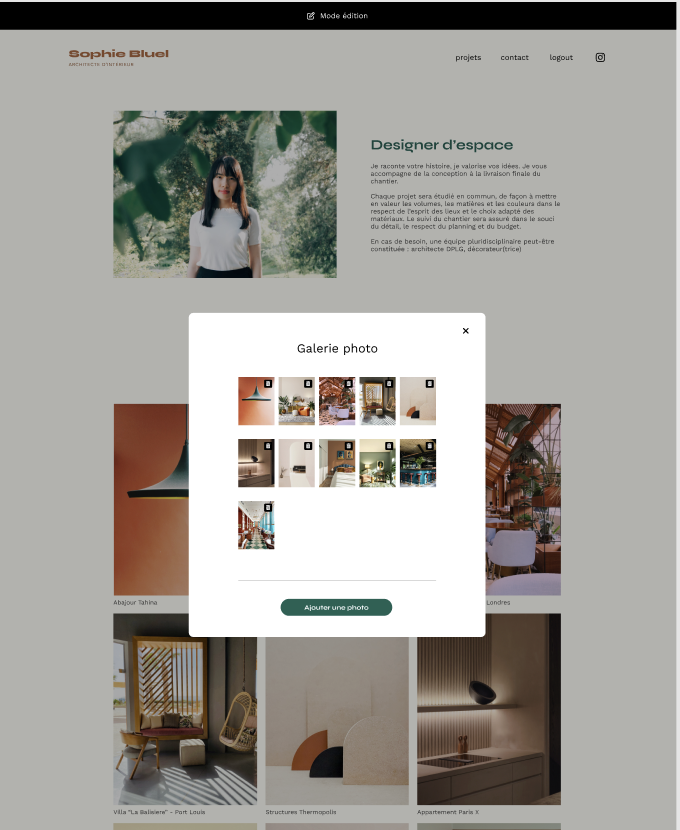 Mode édition
Sophie Bluel
ARCHITECTE D'INTÉRIEUR
projets
contact
logout
Designer d'espace
Je raconte votre histoire, je valorise vos idées. Je vous
accompagne de la conception à la livraison finale du
chantier.
Chaque projet sera étudié en commun, de façon à mettre
en valeur les volumes, les matières et les couleurs dans le
respect de l'esprit des lieux et le choix adapté des
matériaux. Le suivi du chantier sera assuré dans le souci
du détail, le respect du planning et du budget.
En cas de besoin, une équipe pluridisciplinaire peut-être
constituée : architecte DPLG, décorateur(trice)
Galerie photo
Ajouter une photo
Abajour Tahina
Londres
Villa "La Balisiere" – Port Louis
Structures Thermopolis
Appartement Paris X